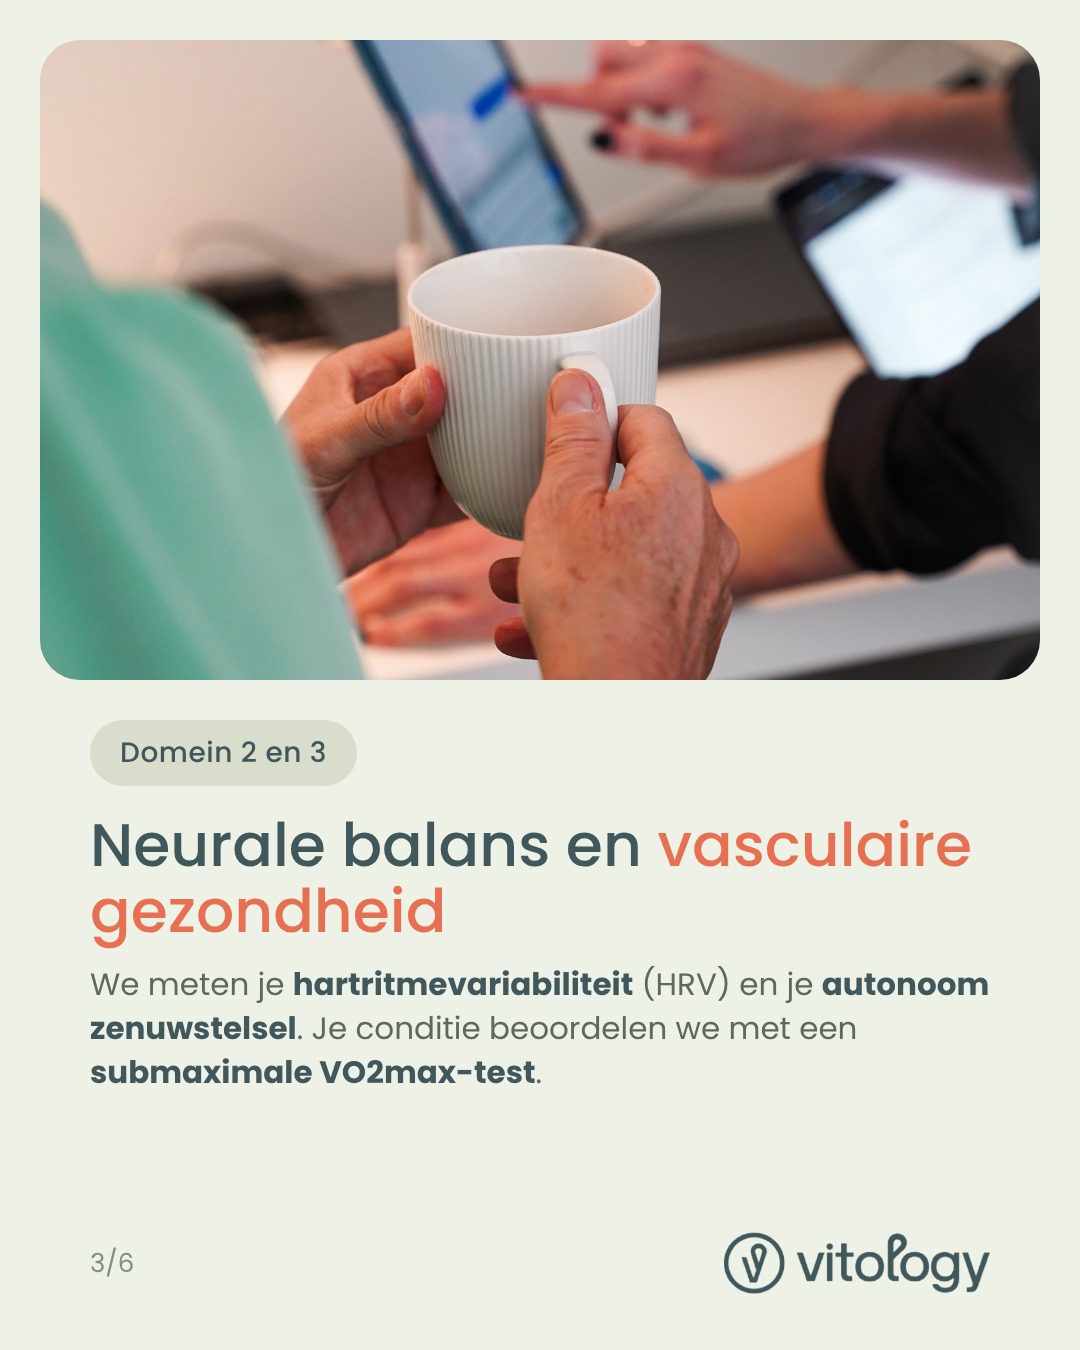 Domein 2 en 3
Neurale balans en vasculaire
gezondheid
We meten je hartritmevariabiliteit (HRV) en je autonoom
zenuwstelsel. Je conditie beoordelen we met een
submaximale VO2max-test.
3/6
vitology